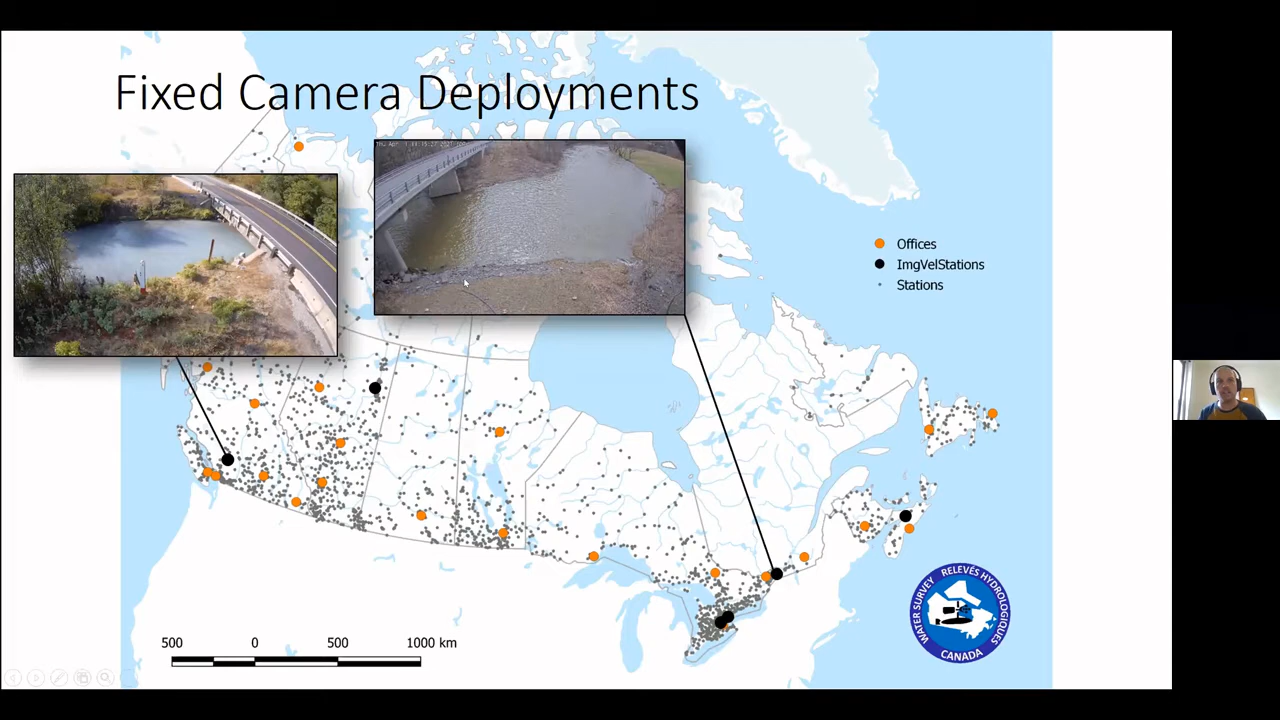 Fixed Camera Deployments
Offices
ImgVelStations
Stations
500 0 500 1000 km
WATER SURVEY RELEVÉS HYDROLOGIQUES
CANADA